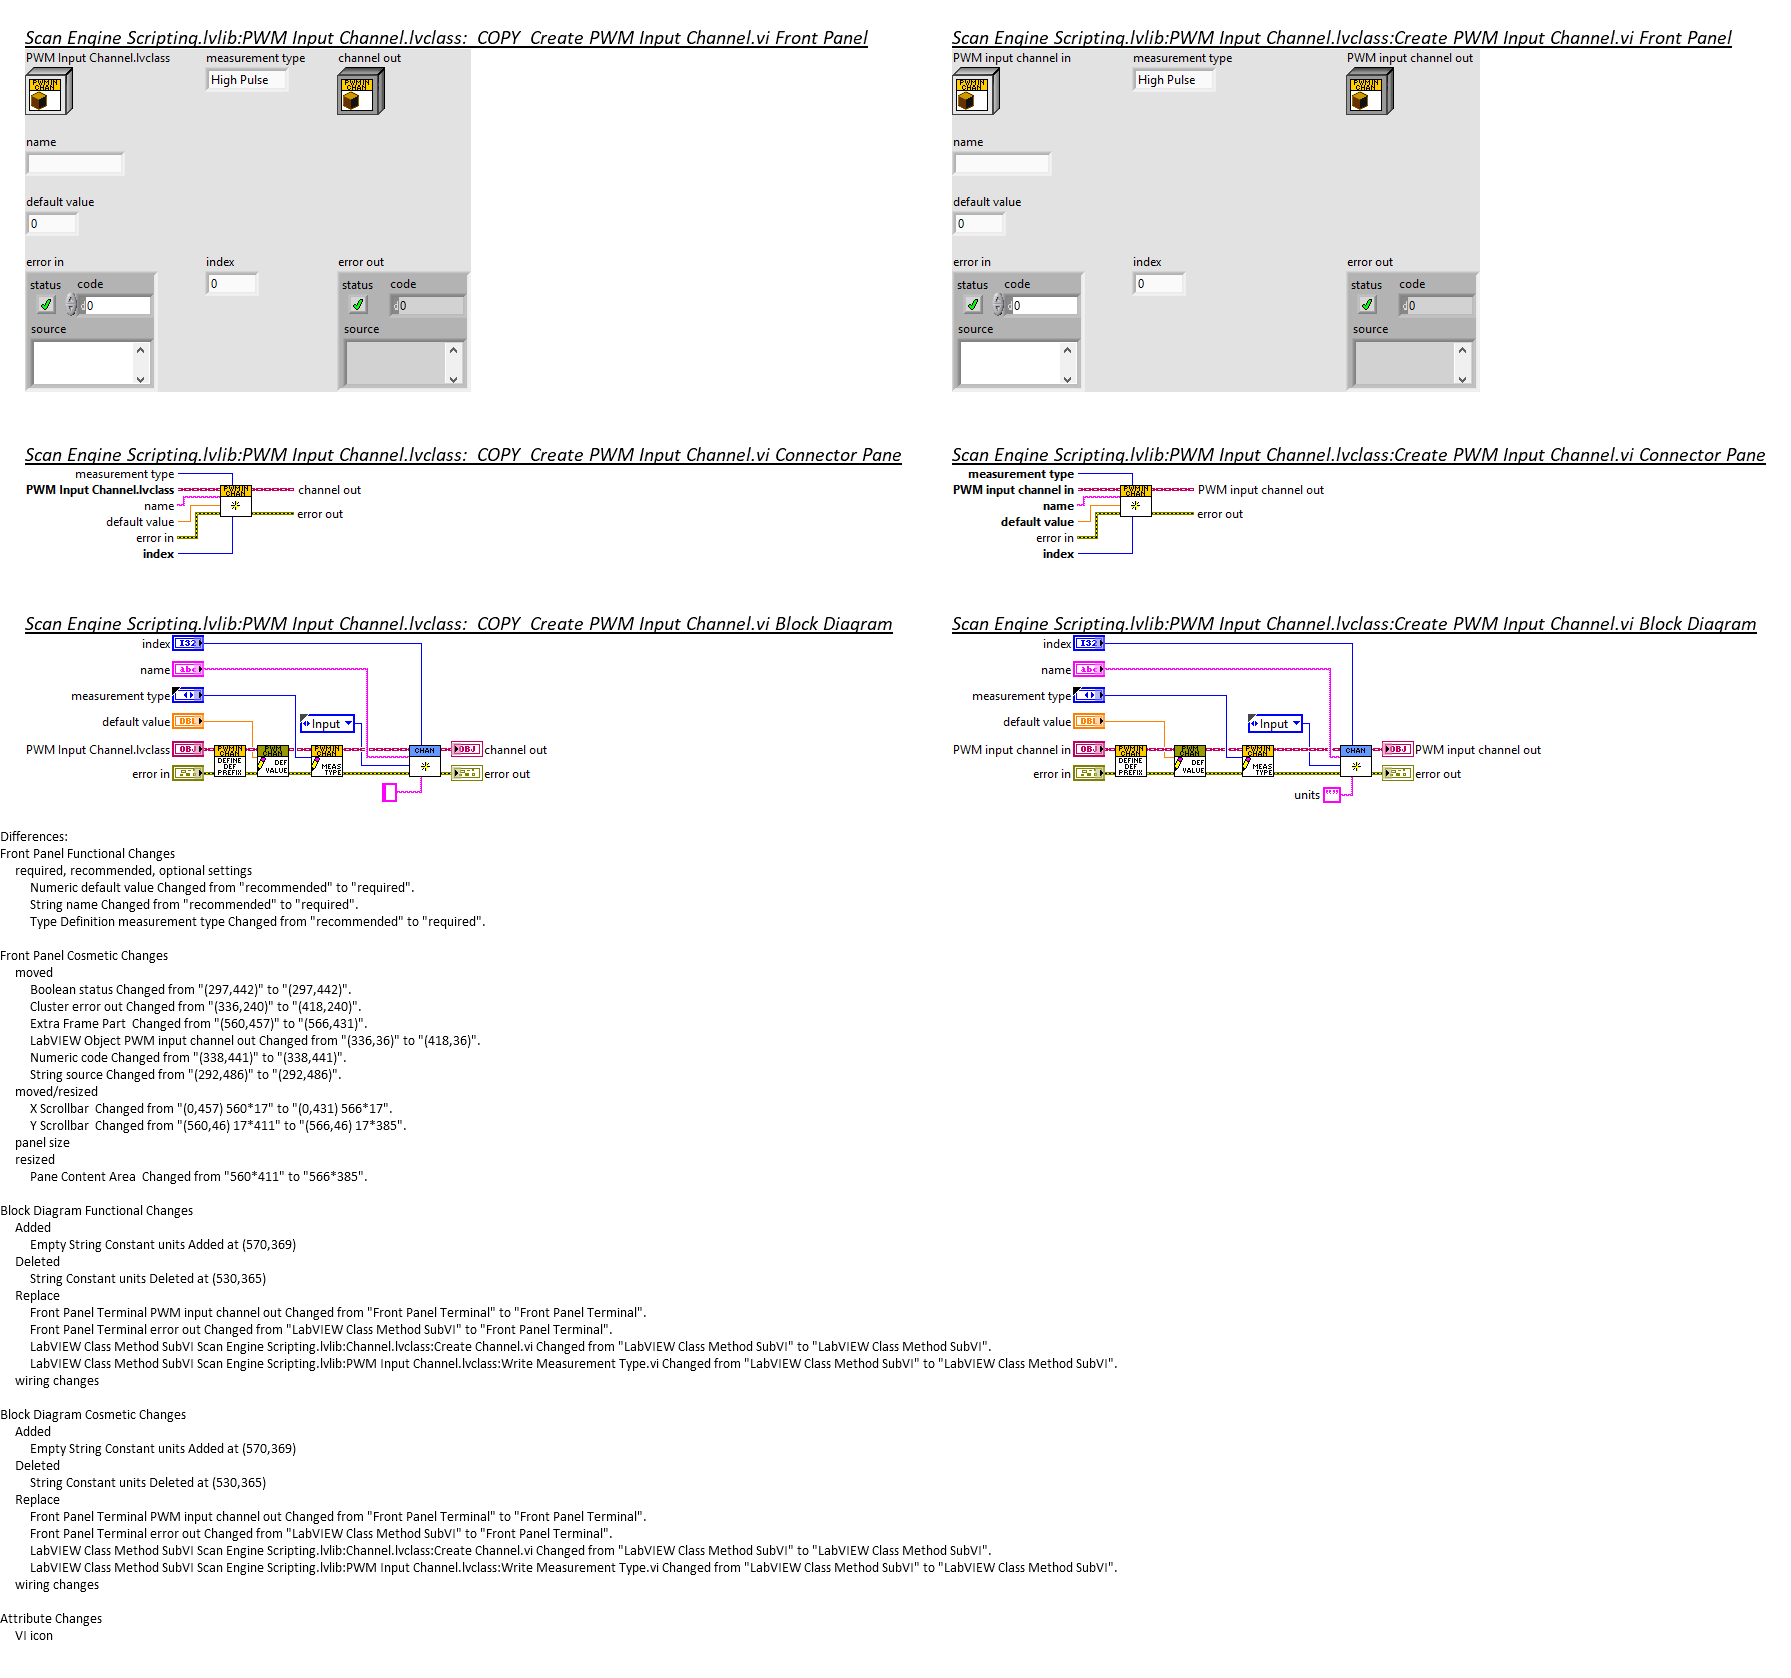 Scan Engine Scripting.lvlib:PWM Input Channel.lvclass:_COPY_Create PWM Input Channel.vi Front Panel
PWM Input Channel.lvclass measurement type channel out
PWM IN CHAN High Pulse PWM IN CHAN
name
default value
0
error in index error out
status code 0 status code
0 0
source source
Scan Engine Scripting.lvlib:PWM Input Channel.lvclass:Create PWM Input Channel.vi Front Panel
PWM input channel in measurement type PWM input channel out
PWM IN CHAN High Pulse PWM IN CHAN
name
default value
0
error in index error out
status code 0 status code
0 0
source source
Scan Engine Scripting.lvlib:PWM Input Channel.lvclass:_COPY_Create PWM Input Channel.vi Connector Pane
measurement type
PWM Input Channel.lvclass PWM IN CHAN channel out
name
default value error out
error in
index
Scan Engine Scripting.lvlib:PWM Input Channel.lvclass:Create PWM Input Channel.vi Connector Pane
measurement type
PWM input channel in PWM IN CHAN PWM input channel out
name
default value error out
error in
index
Scan Engine Scripting.lvlib:PWM Input Channel.lvclass:_COPY_Create PWM Input Channel.vi Block Diagram
index I32
name abc
measurement type
default value DBL Input
PWM Input Channel.lvclass OBJ PWM IN CHAN DEFINE DEF PREFIX PWM CHAN DEF VALUE PWM IN CHAN MEAS TYPE CHAN OBJ channel out
error in error out
Scan Engine Scripting.lvlib:PWM Input Channel.lvclass:Create PWM Input Channel.vi Block Diagram
index I32
name abc
measurement type
default value DBL Input
PWM input channel in OBJ PWM IN CHAN DEFINE DEF PREFIX PWM CHAN DEF VALUE PWM IN CHAN MEAS TYPE CHAN OBJ PWM input channel out
error in error out
units ""
Differences:
Front Panel Functional Changes
required, recommended, optional settings
Numeric default value Changed from "recommended" to "required".
String name Changed from "recommended" to "required".
Type Definition measurement type Changed from "recommended" to "required".
Front Panel Cosmetic Changes
moved
Boolean status Changed from "(297,442)" to "(297,442)".
Cluster error out Changed from "(336,240)" to "(418,240)".
Extra Frame Part  Changed from "(560,457)" to "(566,431)".
LabVIEW Object PWM input channel out Changed from "(336,36)" to "(418,36)".
Numeric code Changed from "(338,441)" to "(338,441)".
String source Changed from "(292,486)" to "(292,486)".
moved/resized
X Scrollbar  Changed from "(0,457) 560*17" to "(0,431) 566*17".
Y Scrollbar  Changed from "(560,46) 17*411" to "(566,46) 17*385".
panel size
resized
Pane Content Area  Changed from "560*411" to "566*385".
Block Diagram Functional Changes
Added
Empty String Constant units Added at (570,369)
Deleted
String Constant units Deleted at (530,365)
Replace
Front Panel Terminal PWM input channel out Changed from "Front Panel Terminal" to "Front Panel Terminal".
Front Panel Terminal error out Changed from "LabVIEW Class Method SubVI" to "Front Panel Terminal".
LabVIEW Class Method SubVI Scan Engine Scripting.lvlib:Channel.lvclass:Create Channel.vi Changed from "LabVIEW Class Method SubVI" to "LabVIEW Class Method SubVI".
LabVIEW Class Method SubVI Scan Engine Scripting.lvlib:PWM Input Channel.lvclass:Write Measurement Type.vi Changed from "LabVIEW Class Method SubVI" to "LabVIEW Class Method SubVI".
wiring changes
Block Diagram Cosmetic Changes
Added
Empty String Constant units Added at (570,369)
Deleted
String Constant units Deleted at (530,365)
Replace
Front Panel Terminal PWM input channel out Changed from "Front Panel Terminal" to "Front Panel Terminal".
Front Panel Terminal error out Changed from "LabVIEW Class Method SubVI" to "Front Panel Terminal".
LabVIEW Class Method SubVI Scan Engine Scripting.lvlib:Channel.lvclass:Create Channel.vi Changed from "LabVIEW Class Method SubVI" to "LabVIEW Class Method SubVI".
LabVIEW Class Method SubVI Scan Engine Scripting.lvlib:PWM Input Channel.lvclass:Write Measurement Type.vi Changed from "LabVIEW Class Method SubVI" to "LabVIEW Class Method SubVI".
wiring changes
Attribute Changes
VI icon